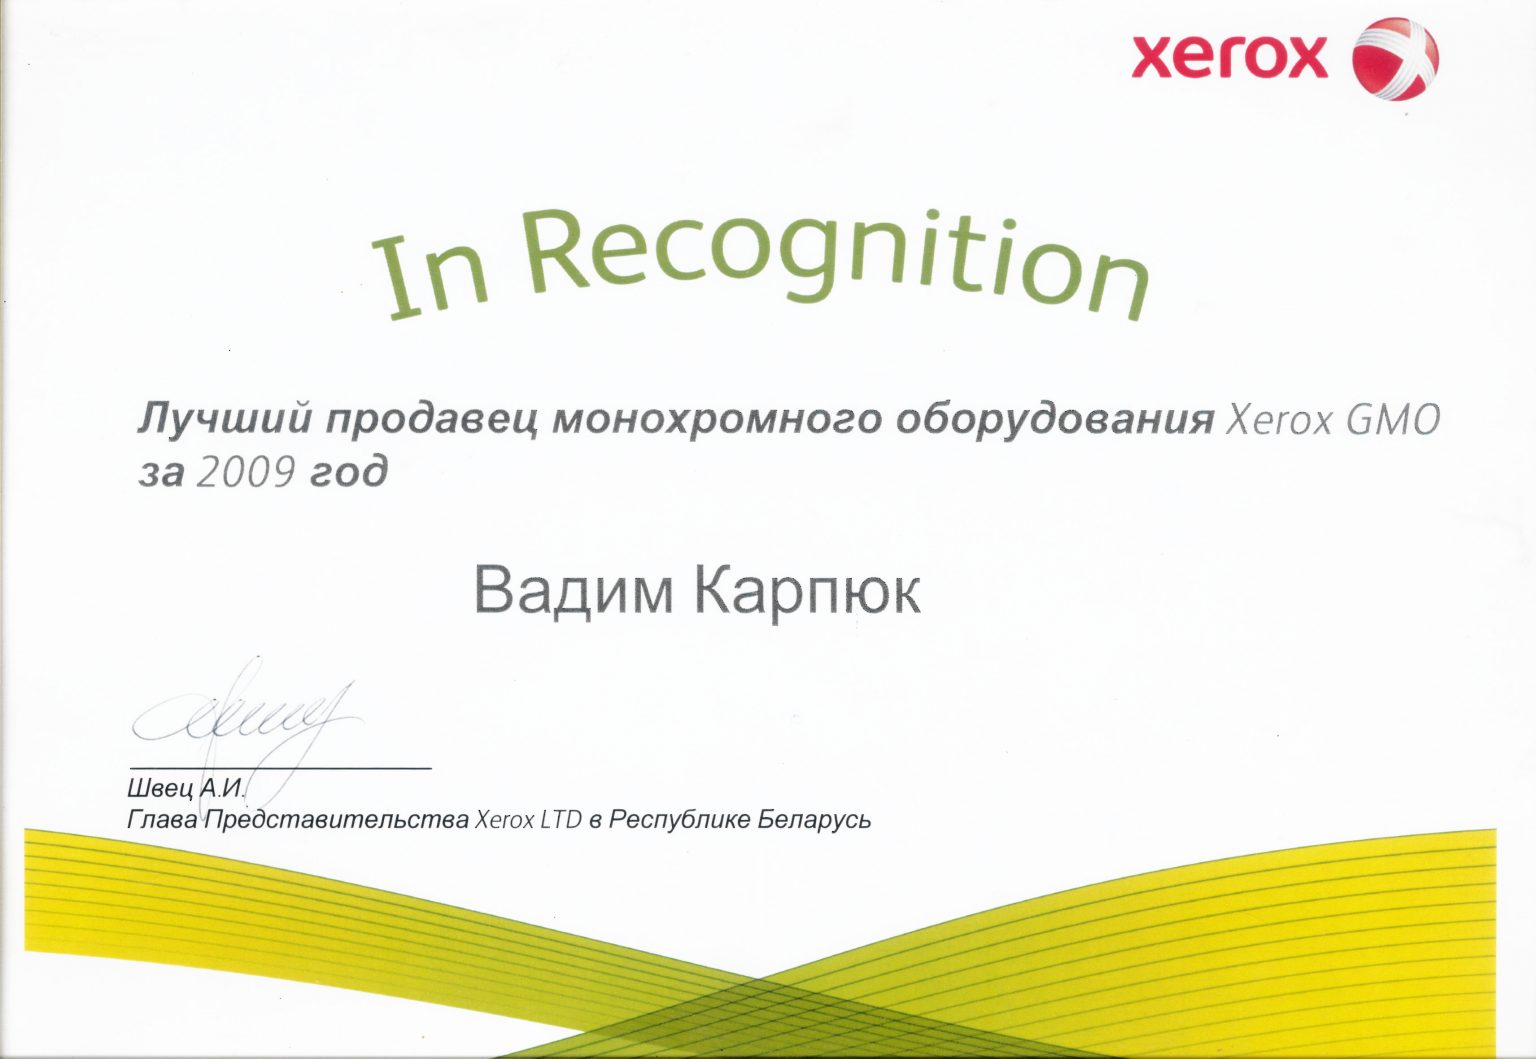 xerox
In Recognition
Лучший продавец монохромного оборудования Xerox GMO
за 2009 год
Вадим Карпюк
Швец А.И.
Глава Представительства Xerox LTD в Республике Беларусь